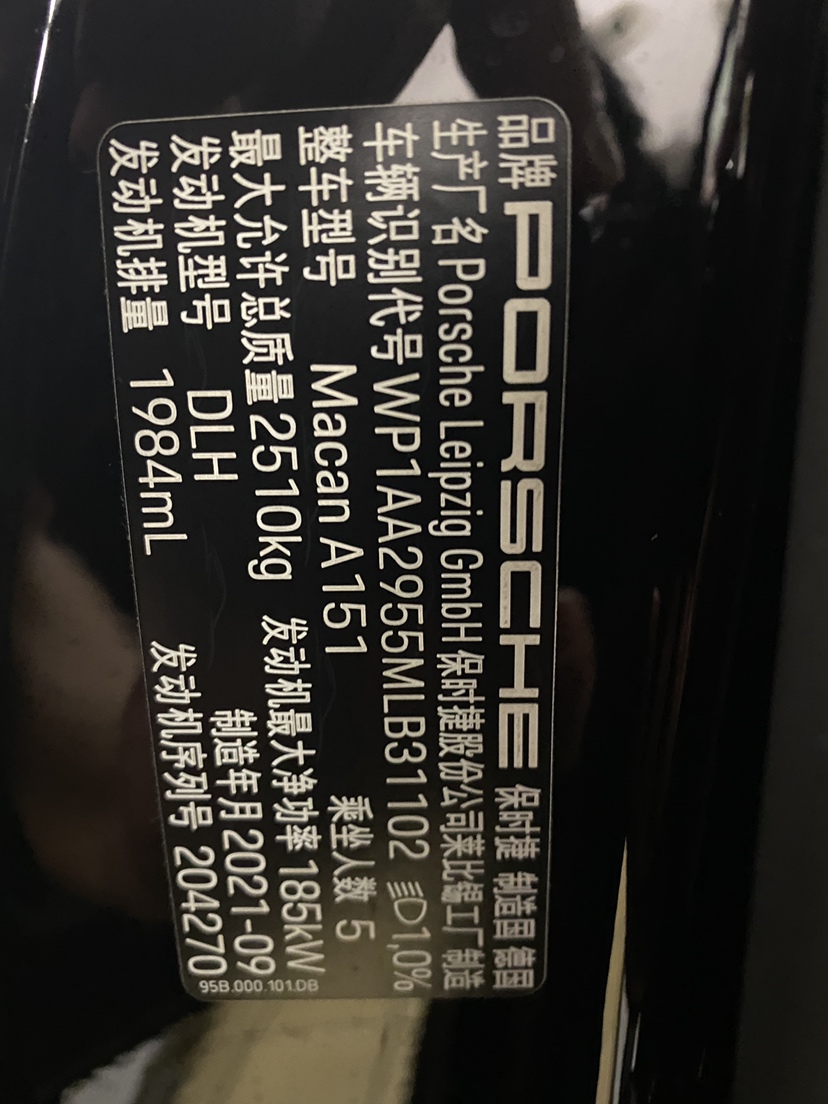 品牌 PORSCHE 保时捷 制造国 德国
生产厂名 Porsche Leipzig GmbH 保时捷股份公司莱比锡工厂制造
车辆识别代号 WP1AA2955MLB31102 1,0%
整车型号 Macan A151 乘坐人数 5
最大允许总质量 2510kg 发动机最大净功率 185kW
发动机型号 DLH 制造年月 2021-09
发动机排量 1984mL 发动机序列号 204270
95B.000.101.DB